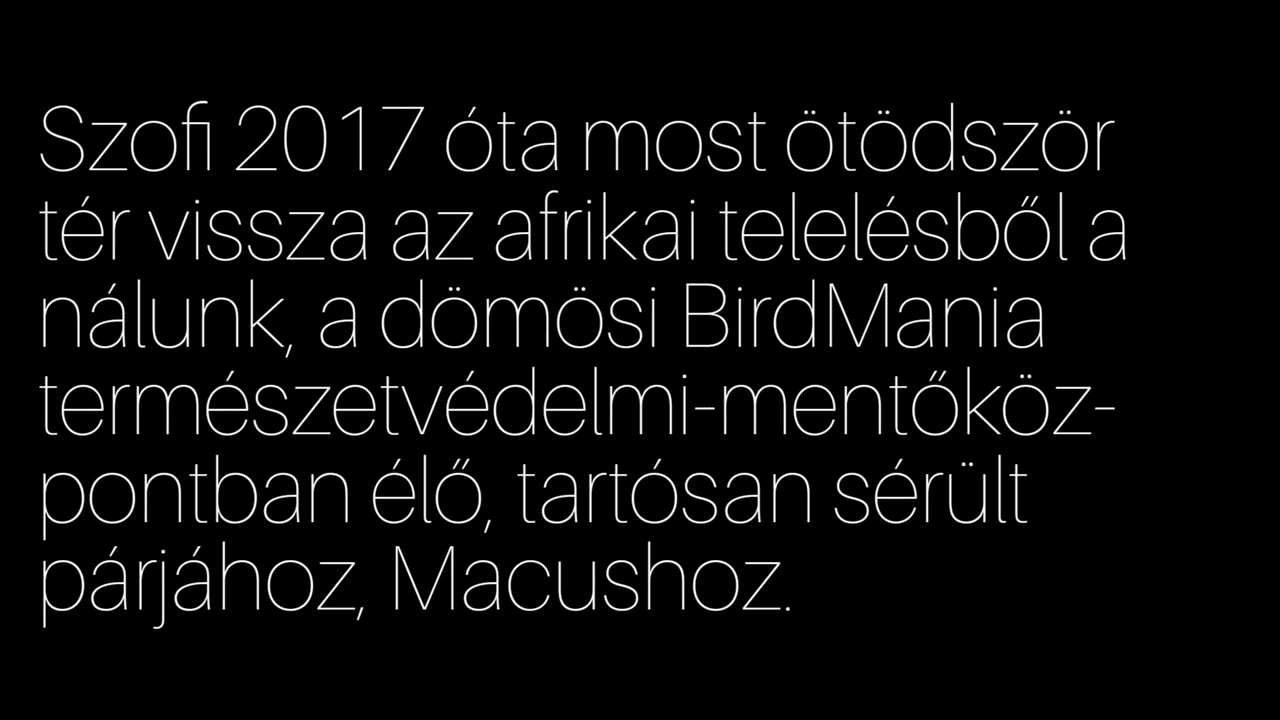 Szofi 2017 óta most ötödször
tér vissza az afrikai telelésből a
nálunk, a dömösi BirdMania
természetvédelmi-mentőköz-
pontban élő, tartósan sérült
párjához, Macushoz.